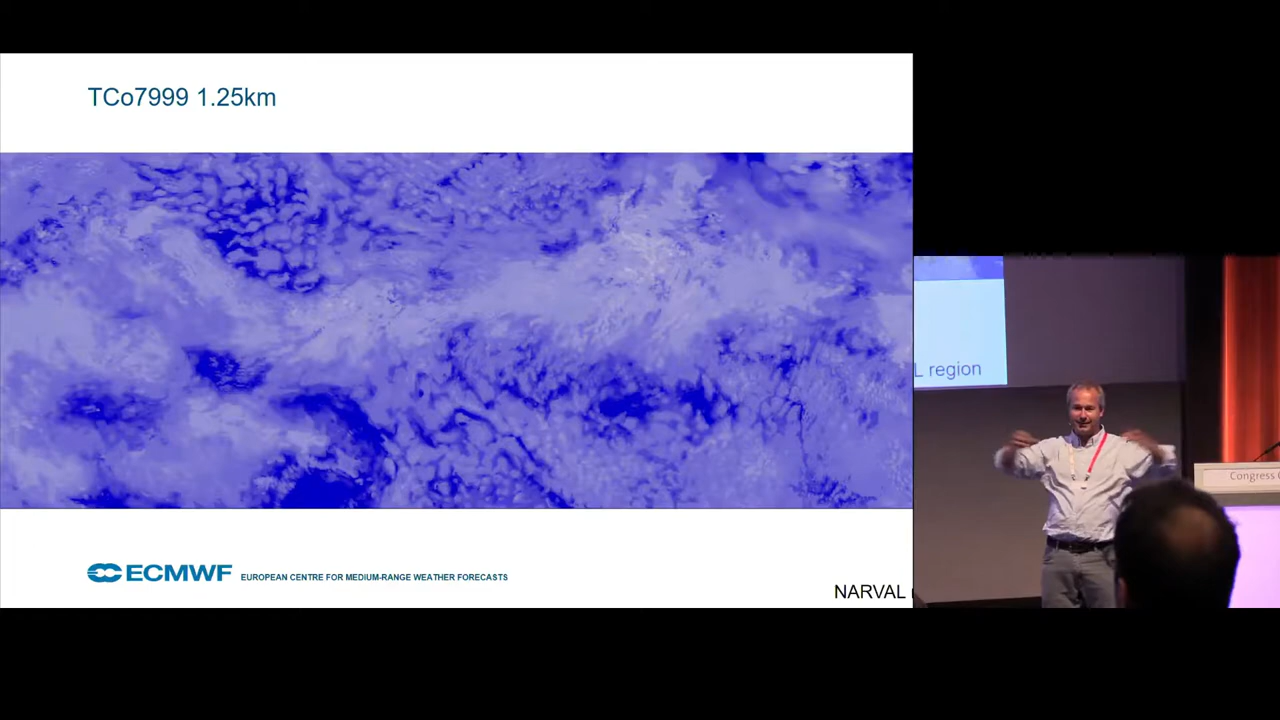 TCo7999 1.25km
ECMWF EUROPEAN CENTRE FOR MEDIUM-RANGE WEATHER FORECASTS
NARVAL
L region
Congress